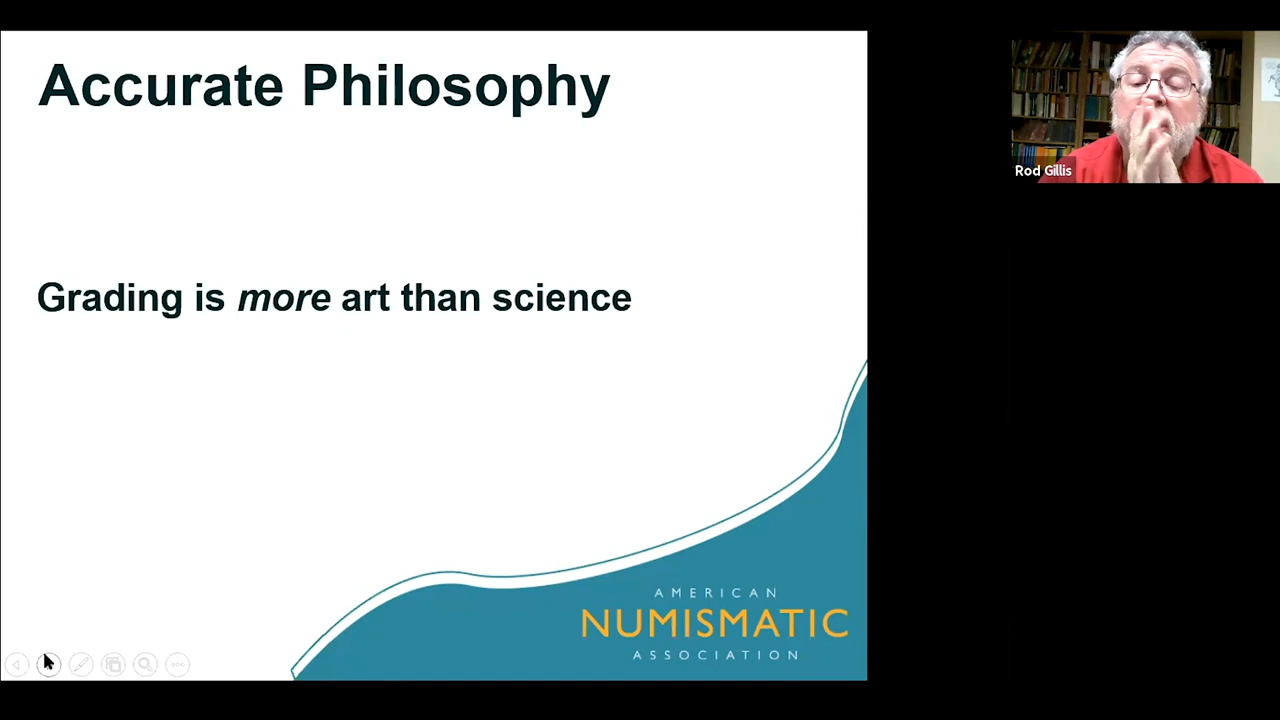 Accurate Philosophy
Grading is more art than science
AMERICAN
NUMISMATIC
ASSOCIATION
Rod Gillis